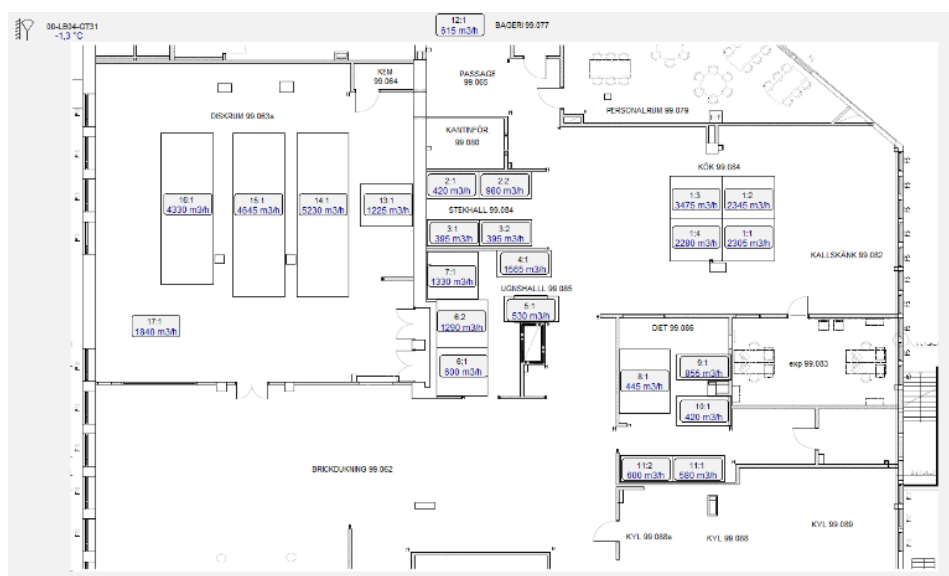 00-LB04-GT31
-1,3 °C
12:1
615 m3/h
BAGERI 99.077
KEM
99.064
PASSAGE
99.065
PERSONALRUM 99.079
DISKRUM 99.063a
KANTINFÖR
99.080
KÖK 99.084
16:1
4330 m3/h
15:1
4645 m3/h
14:1
5230 m3/h
13:1
1225 m3/h
2:1
420 m3/h
2:2
980 m3/h
STEKHALL 99.084
3:1
395 m3/h
3:2
395 m3/h
1:3
3475 m3/h
1:2
2345 m3/h
1:4
2280 m3/h
1:1
2305 m3/h
KALLSKÄNK 99.082
4:1
1565 m3/h
7:1
1330 m3/h
UGNSHALLL 99.085
5:1
530 m3/h
6:2
1290 m3/h
17:1
1840 m3/h
DIET 99.086
6:1
690 m3/h
8:1
445 m3/h
9:1
955 m3/h
exp 99.083
10:1
420 m3/h
BRICKDUKNING 99.062
11:2
600 m3/h
11:1
580 m3/h
KYL 99.088a
KYL 99.088
KYL 99.089